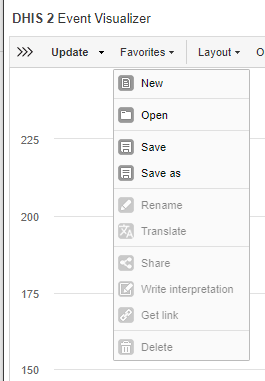 DHIS 2 Event Visualizer
>>> Update Favorites Layout O
New
Open
Save
Save as
Rename
Translate
Share
Write interpretation
Get link
Delete
225
200
175
150